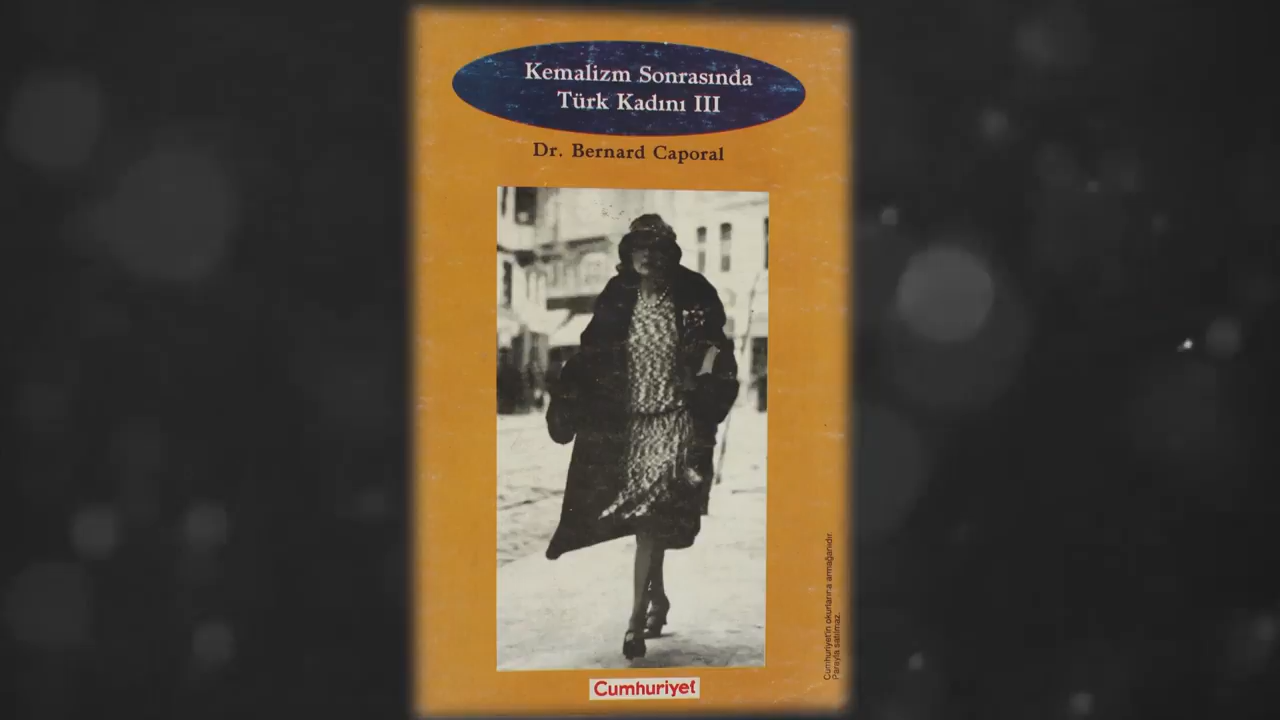 Kemalizm Sonrasında
Türk Kadını III
Dr. Bernard Caporal
Cumhuriyet
Cumhuriyet'in okurlarına armağanıdır.
Parayla satılmaz.